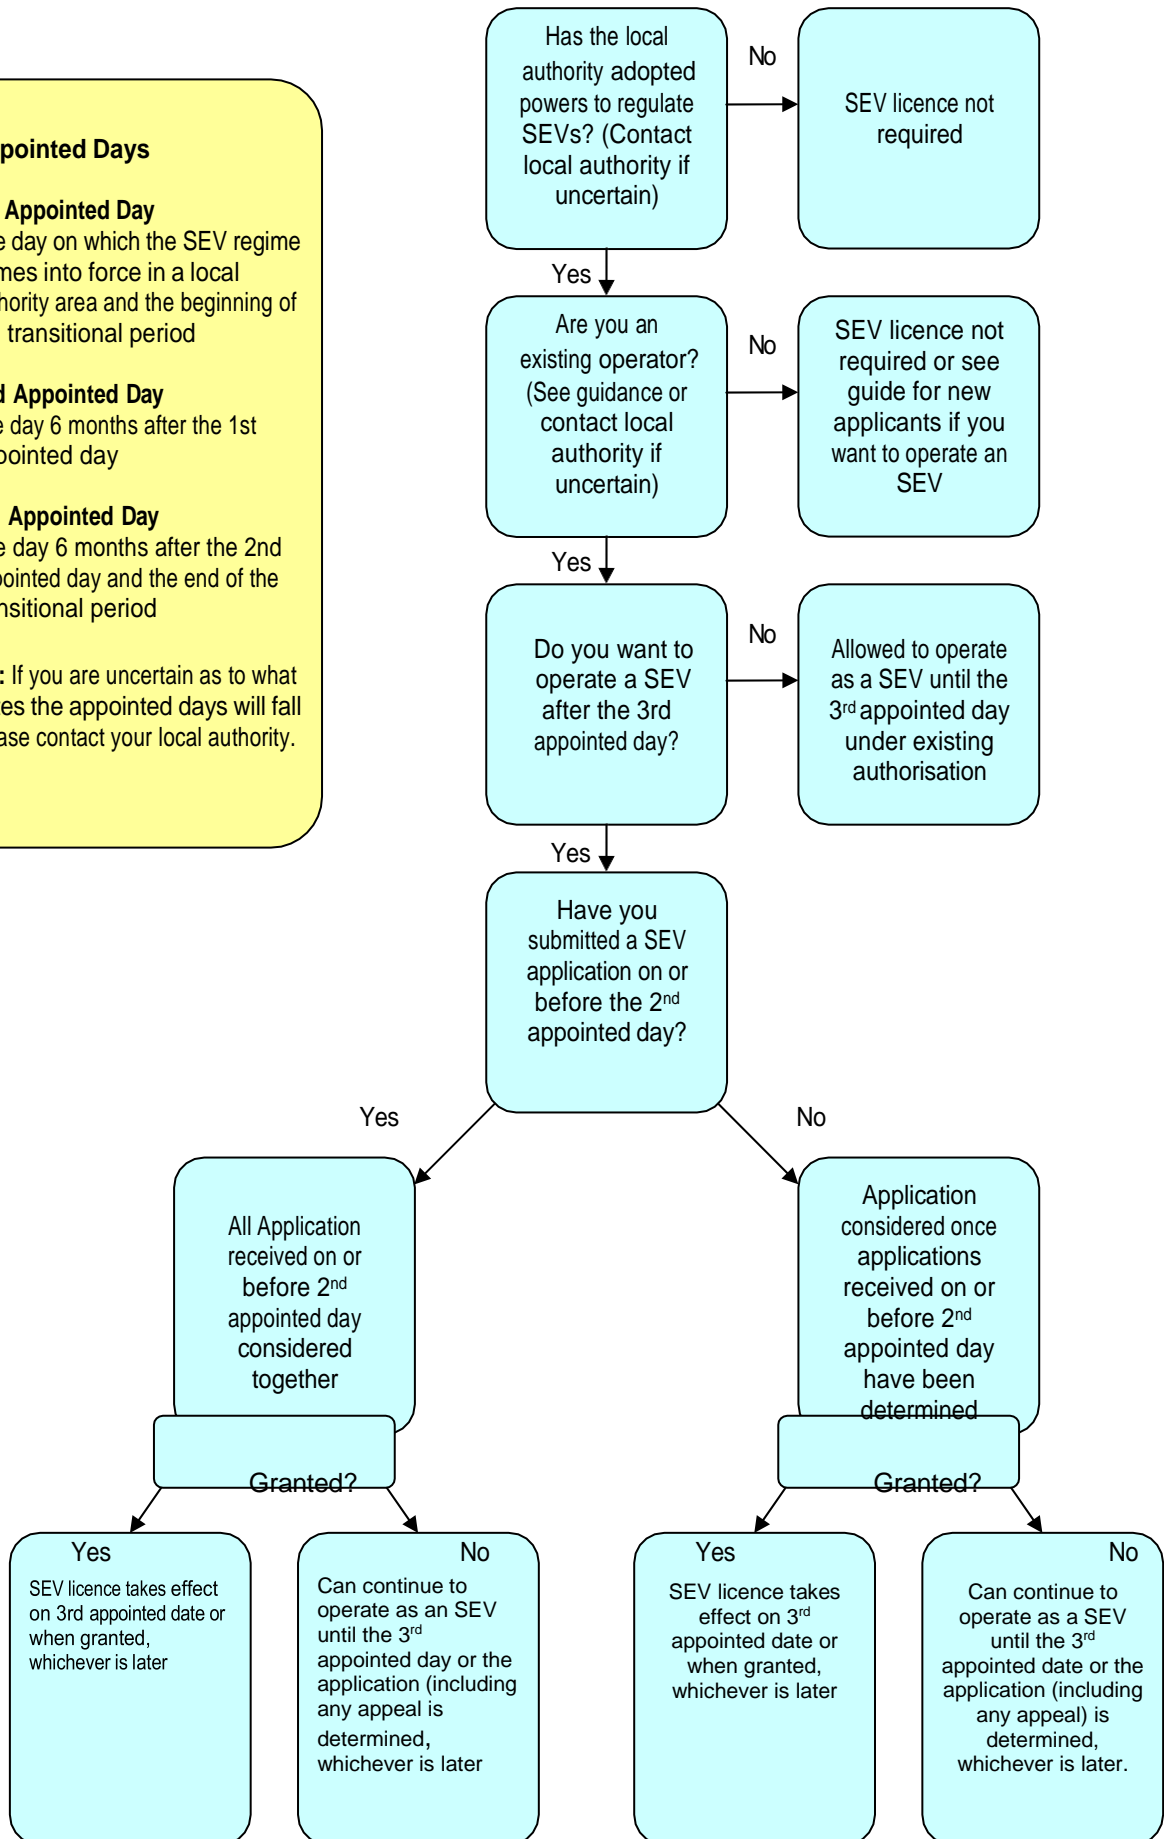 Has the local
authority adopted
powers to regulate
SEVs? (Contact
local authority if
uncertain)
No
SEV licence not
required
pointed Days
Appointed Day
e day on which the SEV regime
mes into force in a local
hority area and the beginning of
transitional period
d Appointed Day
e day 6 months after the 1st
pointed day
Appointed Day
e day 6 months after the 2nd
pointed day and the end of the
nsitional period
: If you are uncertain as to what
tes the appointed days will fall
ase contact your local authority.
Yes
Are you an
existing operator?
(See guidance or
contact local
authority if
uncertain)
No
SEV licence not
required or see
guide for new
applicants if you
want to operate an
SEV
Yes
Do you want to
operate a SEV
after the 3rd
appointed day?
No
Allowed to operate
as a SEV until the
3rd appointed day
under existing
authorisation
Yes
Have you
submitted a SEV
application on or
before the 2nd
appointed day?
Yes
No
All Application
received on or
before 2nd
appointed day
considered
together
Application
considered once
applications
received on or
before 2nd
appointed day
have been
determined
Granted?
Granted?
Yes
SEV licence takes effect
on 3rd appointed date or
when granted,
whichever is later
No
Can continue to
operate as an SEV
until the 3rd
appointed day or the
application (including
any appeal is
determined,
whichever is later
Yes
SEV licence takes
effect on 3rd
appointed date or
when granted,
whichever is later
No
Can continue to
operate as a SEV
until the 3rd
appointed date or the
application (including
any appeal) is
determined,
whichever is later.